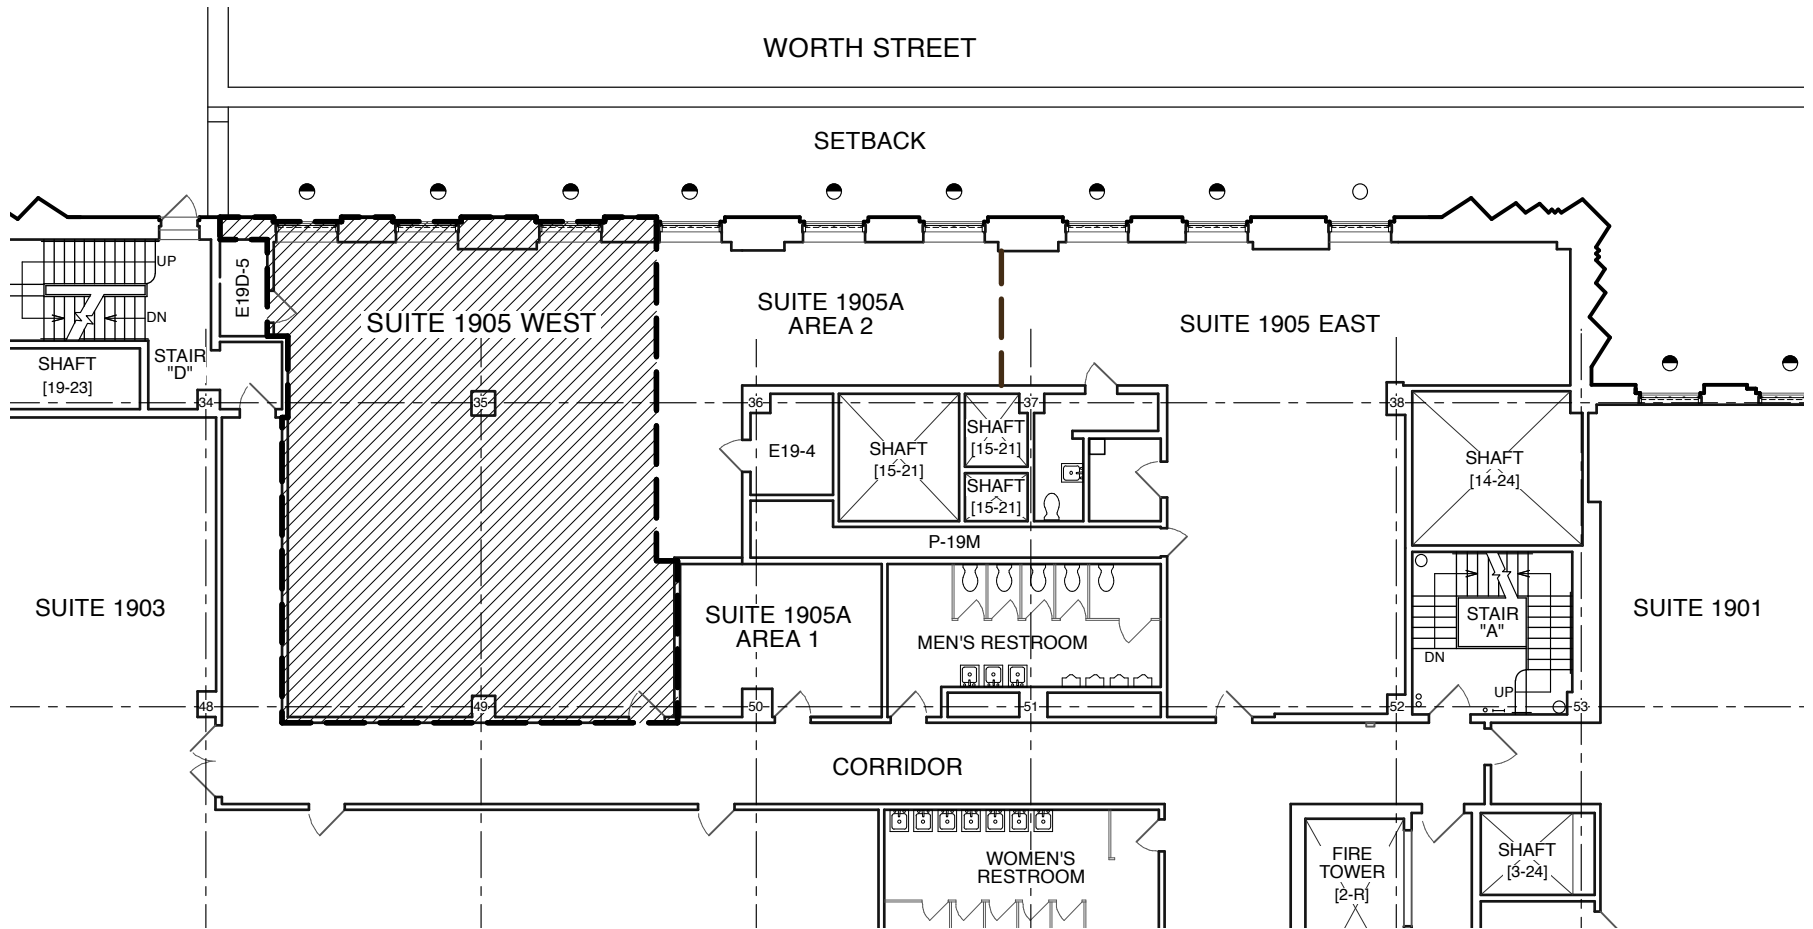 WORTH STREET
SETBACK
UP
E19D-5
DN
SUITE 1905 WEST
SUITE 1905A
AREA 2
SUITE 1905 EAST
SHAFT
[19-23]
STAIR
"D"
34
35
36
37
38
E19-4
SHAFT
[15-21]
SHAFT
[15-21]
SHAFT
[15-21]
SHAFT
[14-24]
P-19M
SUITE 1903
SUITE 1905A
AREA 1
MEN'S RESTROOM
STAIR
"A"
DN
UP
SUITE 1901
48
49
50
51
52
53
CORRIDOR
WOMEN'S
RESTROOM
FIRE
TOWER
[2-R]
SHAFT
[3-24]